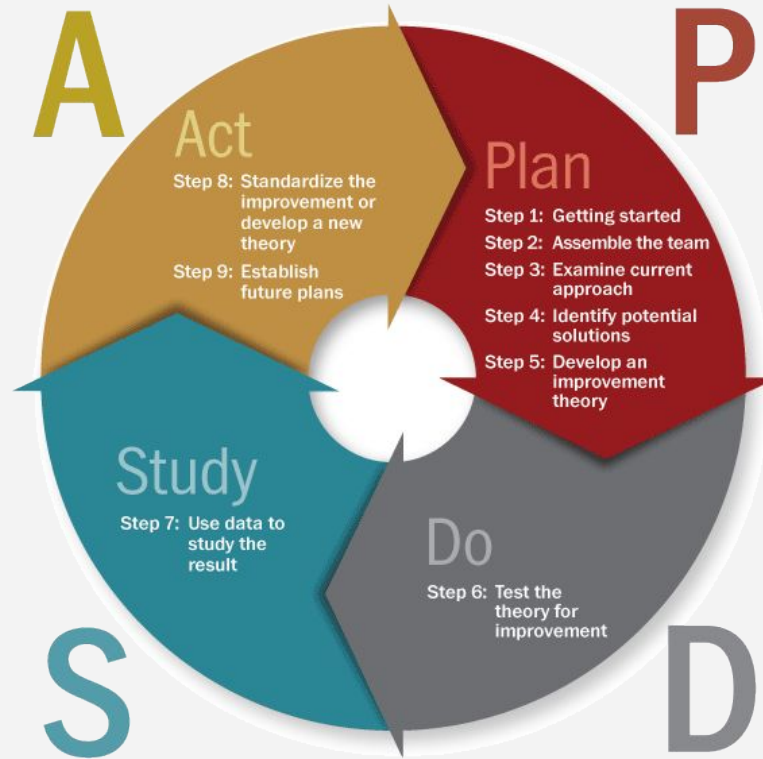 A
P
Act
Step 8: Standardize the
improvement or
develop a new
theory
Step 9: Establish
future plans
Plan
Step 1: Getting started
Step 2: Assemble the team
Step 3: Examine current
approach
Step 4: Identify potential
solutions
Step 5: Develop an
improvement
theory
Study
Step 7: Use data to
study the
result
Do
Step 6: Test the
theory for
improvement
S
D